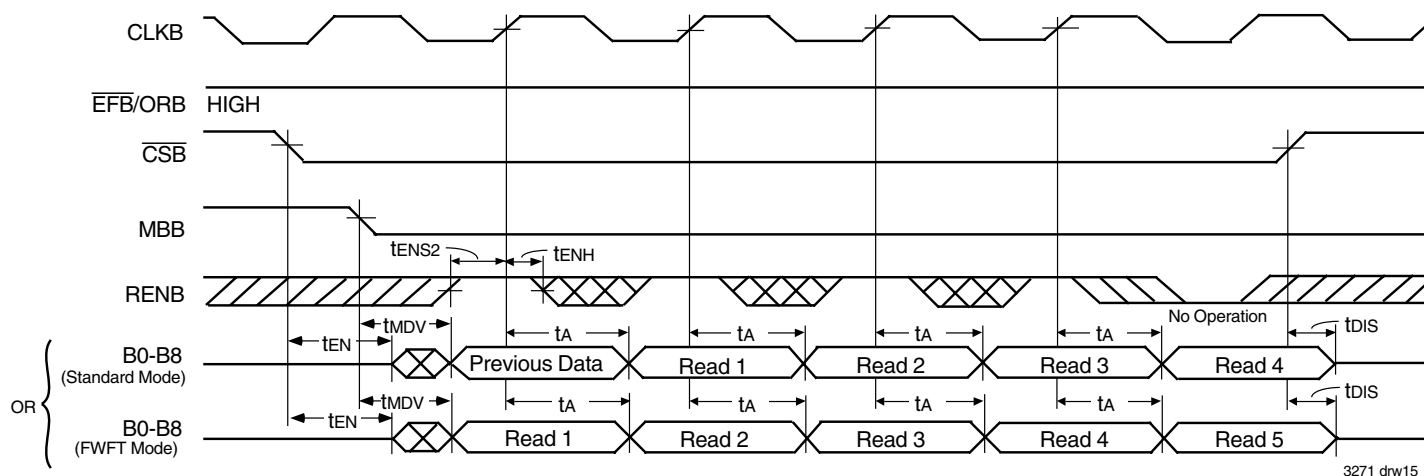 CLKB
EFB/ORB HIGH
CSB
MBB
tENS2 tENH
RENB
No Operation
tMDV tA tA tA tA tDIS
tEN
B0-B8 Previous Data Read 1 Read 2 Read 3 Read 4
(Standard Mode)
OR
tMDV tA tA tA tA tDIS
tEN
B0-B8 Read 1 Read 2 Read 3 Read 4 Read 5
(FWFT Mode)
3271 drw15